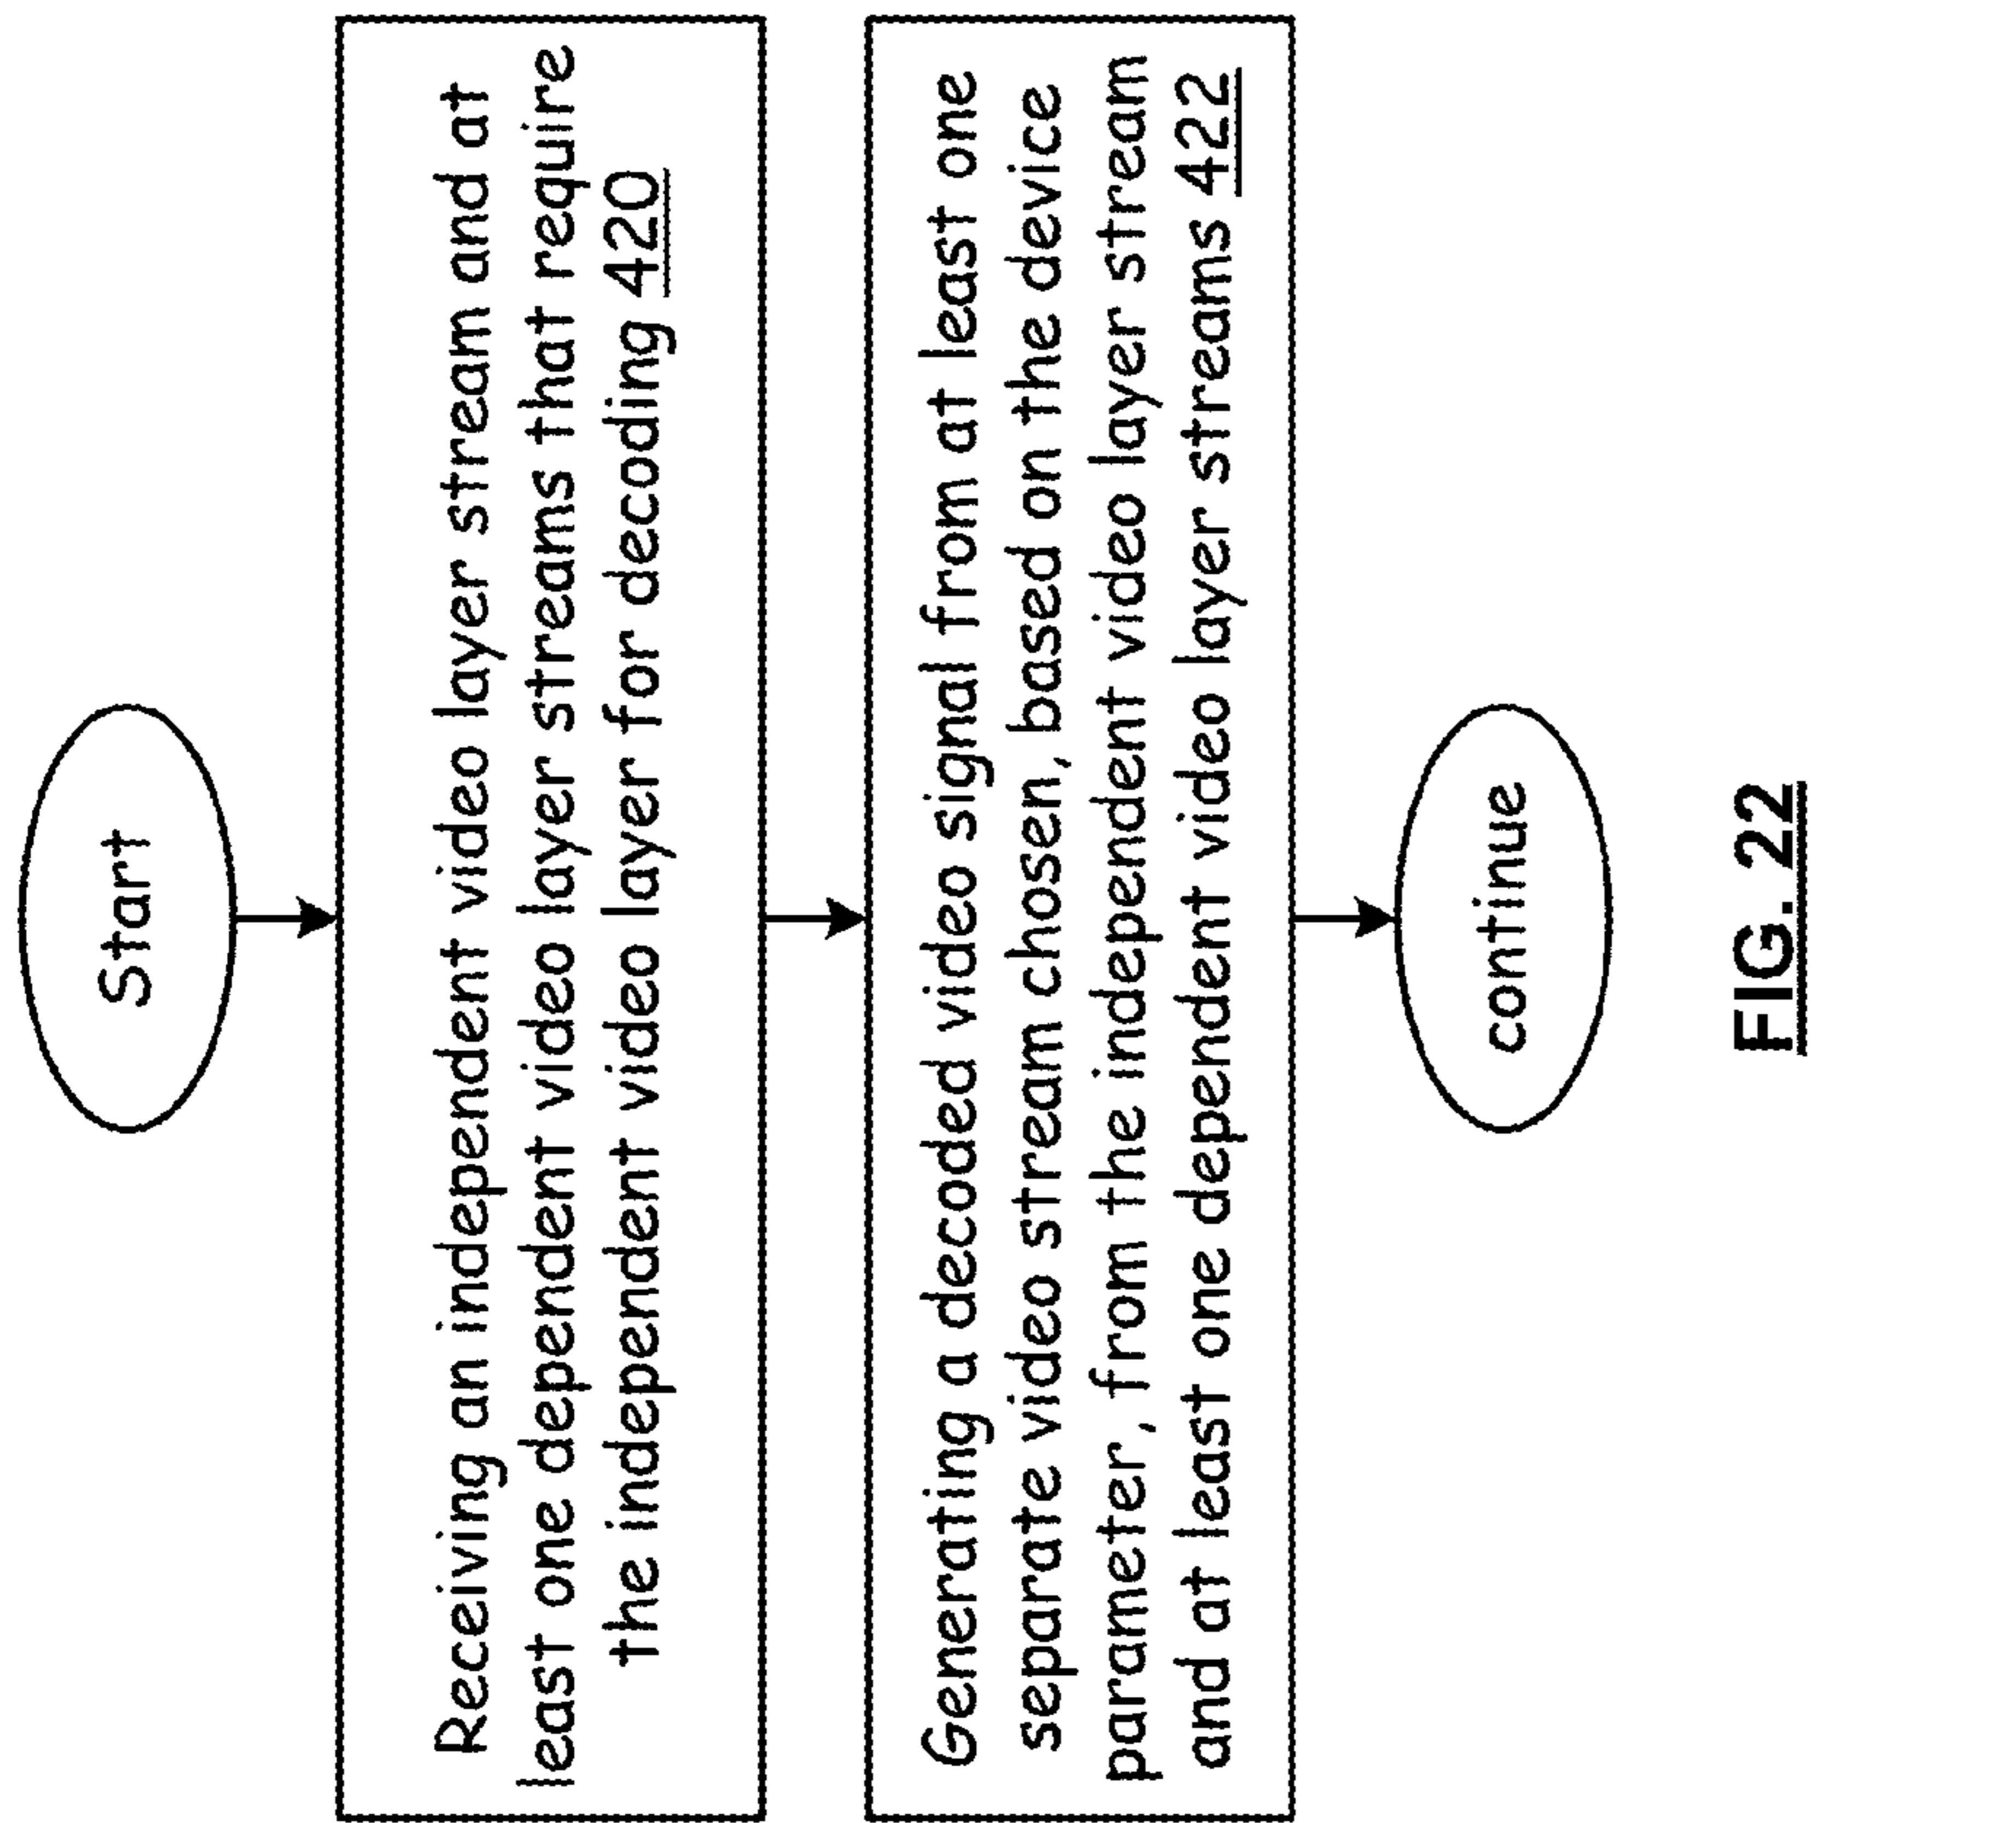 Start
Receiving an independent video layer stream and at
least one dependent video layer streams that require
the independent video layer for decoding 420
Generating a decoded video signal from at least one
separate video stream chosen, based on the device
parameter, from the independent video layer stream
and at least one dependent video layer streams 422
continue
FIG. 22